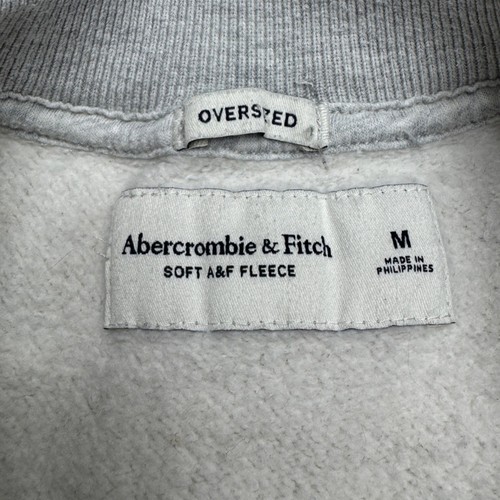 OVERSIZED
Abercrombie & Fitch
SOFT A&F FLEECE
M
MADE IN
PHILIPPINES